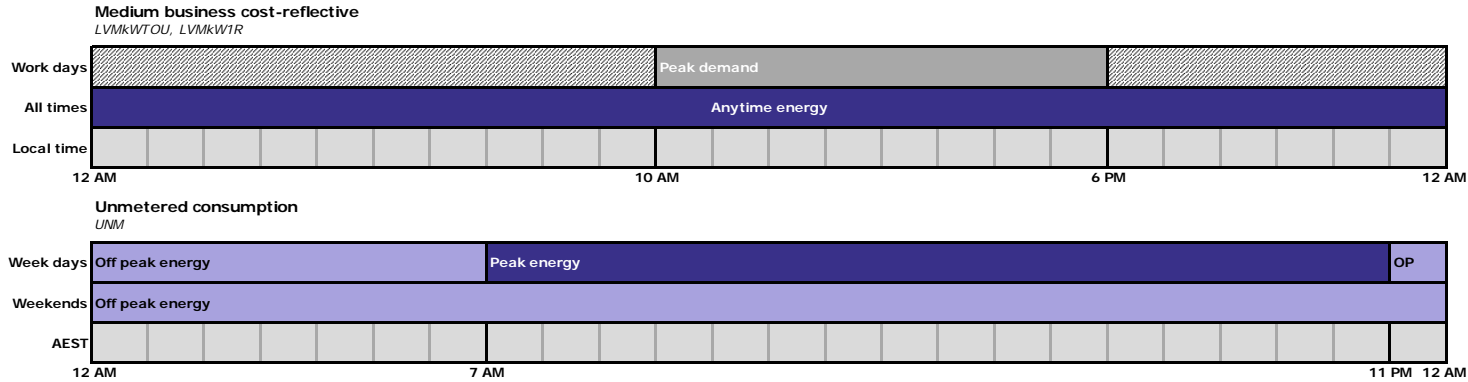 Medium business cost-reflective
LVMkWTOU, LVMkW1R
Work days Peak demand
All times Anytime energy
Local time
12 AM 10 AM 6 PM 12 AM
Unmetered consumption
UNM
Week days Off peak energy Peak energy OP
Weekends Off peak energy
AEST
12 AM 7 AM 11 PM 12 AM